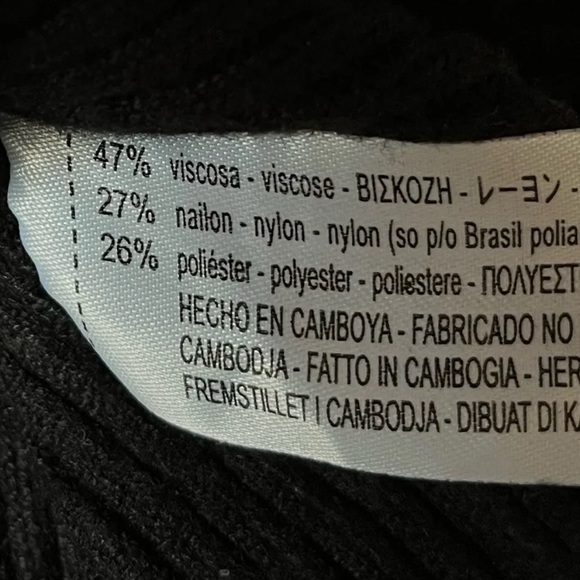 47% viscosa - viscose - ΒΙΣΚΟΖΗ - レーヨン -
27% nailon - nylon - nylon (so p/o Brasil polia
26% poliéster - polyester - poliestere - ΠΟΛΥΕΣΤ
HECHO EN CAMBOYA - FABRICADO NO
CAMBODJA - FATTO IN CAMBOGIA - HER
FREMSTILLET I CAMBODJA - DIBUAT DI KA